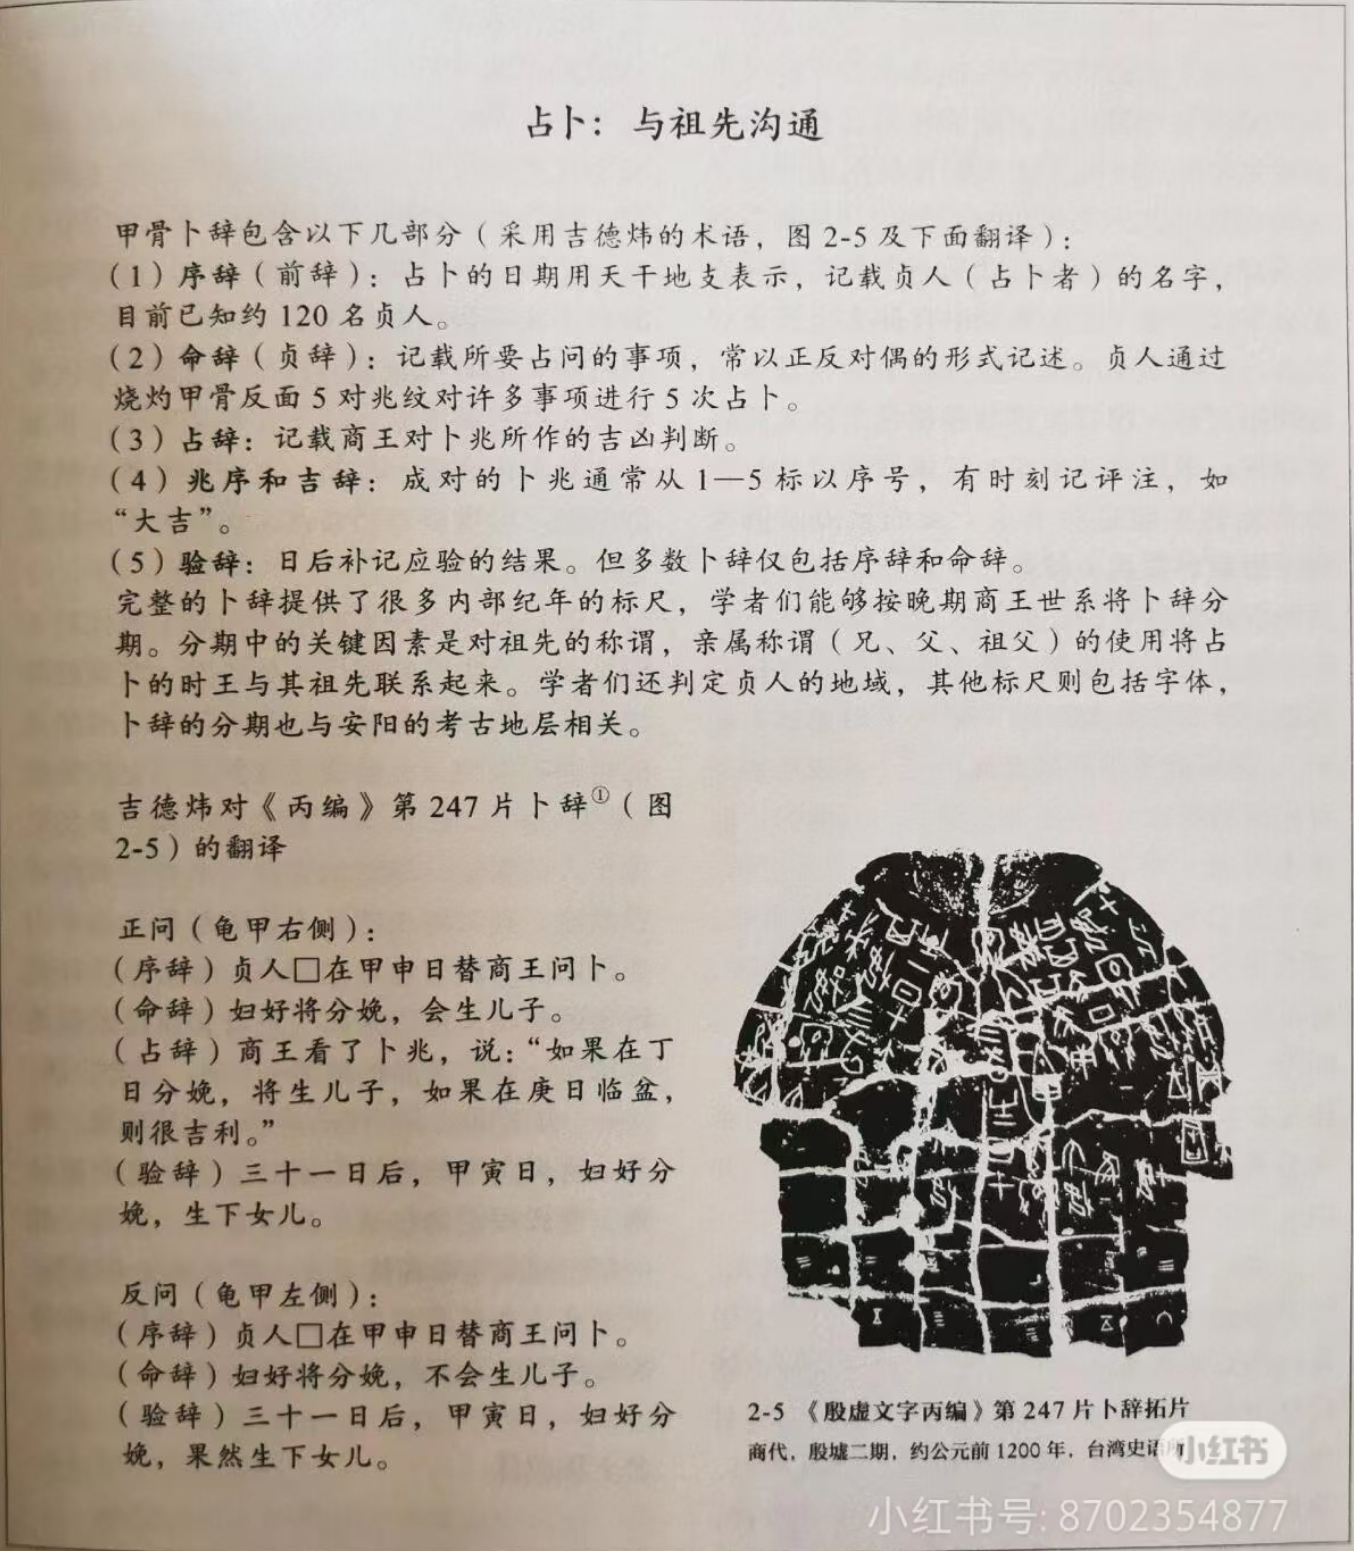 占卜：与祖先沟通
甲骨卜辞包含以下几部分（采用吉德炜的术语，图 2-5 及下面翻译）：
（1）序辞（前辞）：占卜的日期用天干地支表示，记载贞人（占卜者）的名字，
目前已知约 120 名贞人。
（2）命辞（贞辞）：记载所要占问的事项，常以正反对偶的形式记述。贞人通过
烧灼甲骨反面 5 对兆纹对许多事项进行 5 次占卜。
（3）占辞：记载商王对卜兆所作的吉凶判断。
（4）兆序和吉辞：成对的卜兆通常从 1—5 标以序号，有时刻记评注，如
“大吉”。
（5）验辞：日后补记应验的结果。但多数卜辞仅包括序辞和命辞。
完整的卜辞提供了很多内部纪年的标尺，学者们能够按晚期商王世系将卜辞分
期。分期中的关键因素是对祖先的称谓，亲属称谓（兄、父、祖父）的使用将占
卜的时王与其祖先联系起来。学者们还判定贞人的地域，其他标尺则包括字体，
卜辞的分期也与安阳的考古地层相关。
吉德炜对《丙编》第 247 片卜辞①（图
2-5）的翻译
正问（龟甲右侧）：
（序辞）贞人□在甲申日替商王问卜。
（命辞）妇好将分娩，会生儿子。
（占辞）商王看了卜兆，说：“如果在丁
日分娩，将生儿子，如果在庚日临盆，
则很吉利。”
（验辞）三十一日后，甲寅日，妇好分
娩，生下女儿。
反问（龟甲左侧）：
（序辞）贞人□在甲申日替商王问卜。
（命辞）妇好将分娩，不会生儿子。
（验辞）三十一日后，甲寅日，妇好分
娩，果然生下女儿。
2-5 《殷虚文字丙编》第 247 片卜辞拓片
商代，殷墟二期，约公元前 1200 年，台湾史语所
小红书
小红书号: 8702354877